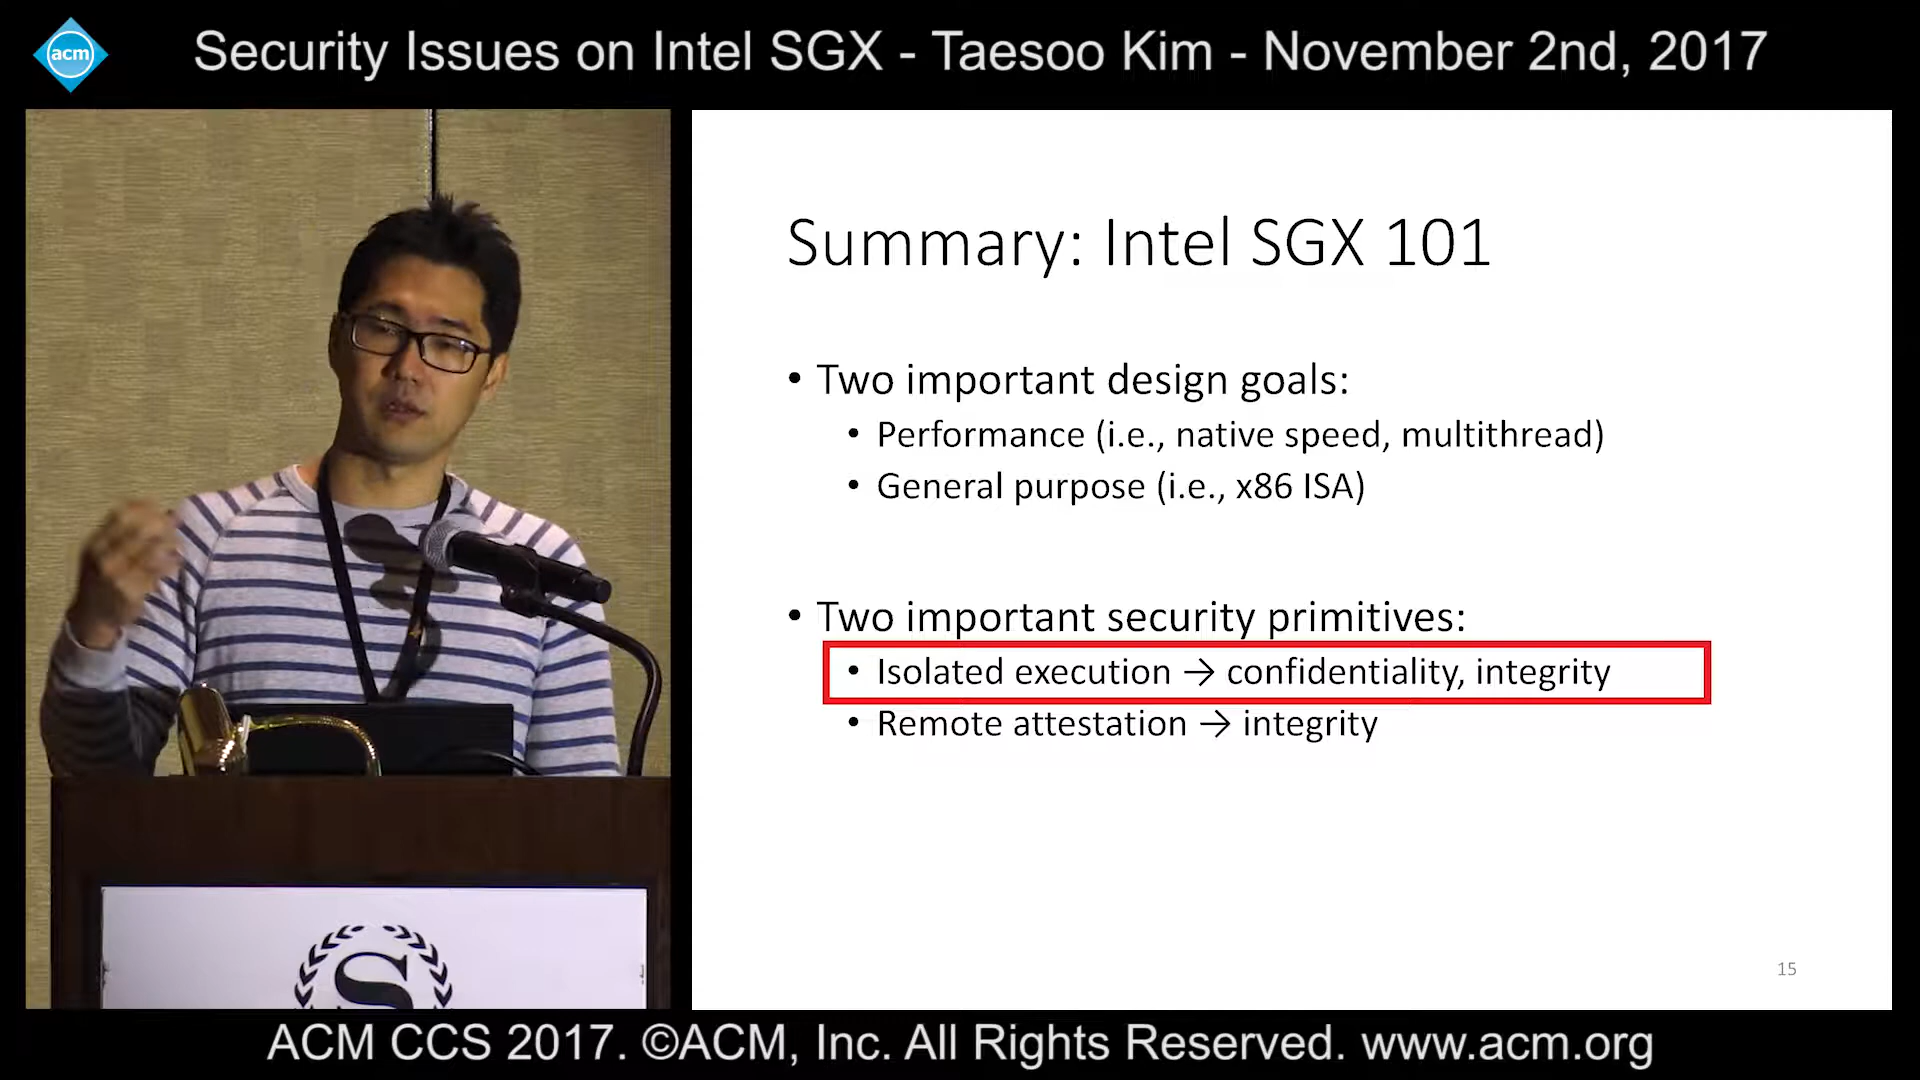 acm
Security Issues on Intel SGX - Taesoo Kim - November 2nd, 2017
Summary: Intel SGX 101
• Two important design goals:
• Performance (i.e., native speed, multithread)
• General purpose (i.e., x86 ISA)
• Two important security primitives:
• Isolated execution → confidentiality, integrity
• Remote attestation → integrity
15
S
ACM CCS 2017. ©ACM, Inc. All Rights Reserved. www.acm.org